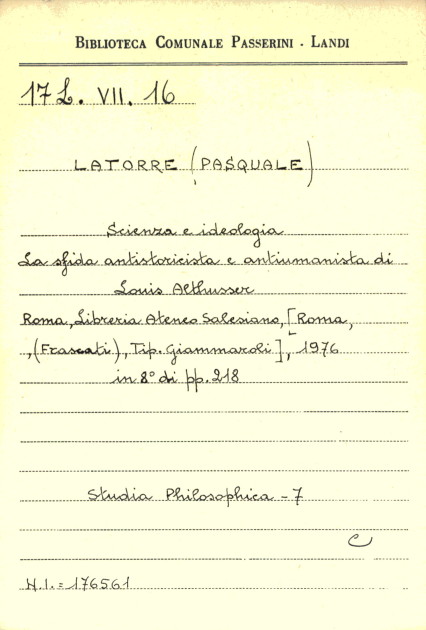 BIBLIOTECA COMUNALE PASSERINI - LANDI
17 L. VII. 16
LATORRE (PASQUALE)
Scienza e ideologia
La sfida antistoricista e antiumanista di
Louis Althusser
Roma, Libreria Ateneo Salesiano, [Roma,
,(Frascati), Tip. Giammaroli], 1976
in 8° di pp. 218
Studia Philosophica - 7
C
N.I. = 176561